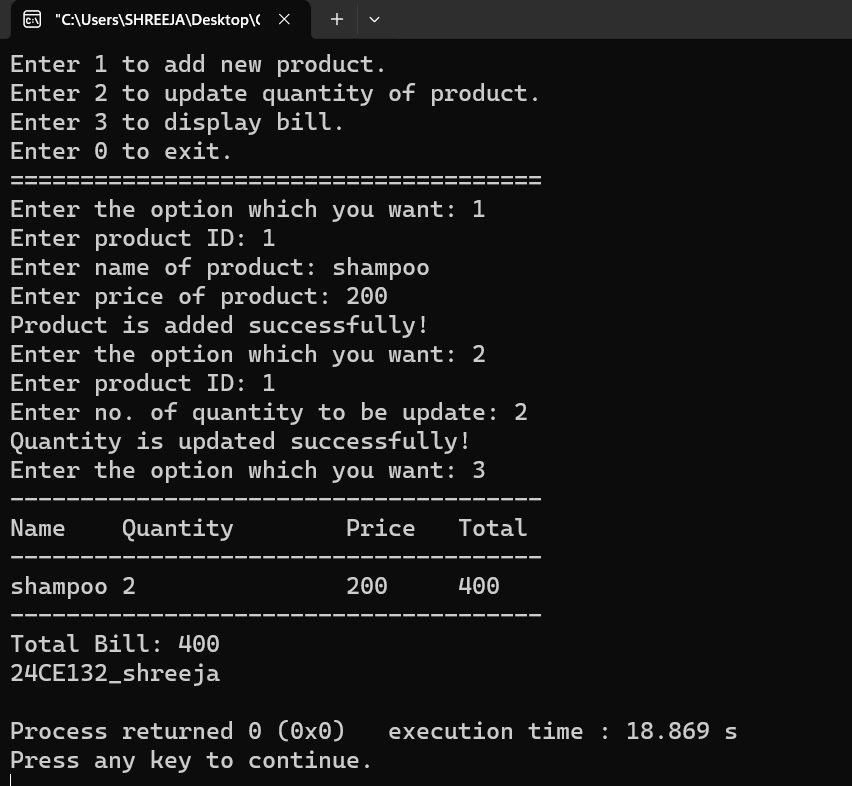 "C:\Users\SHREEJA\Desktop\C
Enter 1 to add new product.
Enter 2 to update quantity of product.
Enter 3 to display bill.
Enter 0 to exit.
======================================
Enter the option which you want: 1
Enter product ID: 1
Enter name of product: shampoo
Enter price of product: 200
Product is added successfully!
Enter the option which you want: 2
Enter product ID: 1
Enter no. of quantity to be update: 2
Quantity is updated successfully!
Enter the option which you want: 3
--------------------------------------
Name    Quantity        Price   Total
--------------------------------------
shampoo 2               200     400
--------------------------------------
Total Bill: 400
24CE132_shreeja
Process returned 0 (0x0)   execution time : 18.869 s
Press any key to continue.